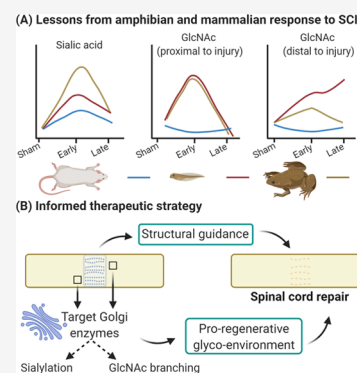 (A) Lessons from amphibian and mammalian response to SCI
Sialic acid
GlcNAc
(proximal to injury)
GlcNAc
(distal to injury)
Sham Early Late
Sham Early Late
Sham Early Late
(B) Informed therapeutic strategy
Structural guidance
Spinal cord repair
Target Golgi
enzymes
Pro-regenerative
glyco-environment
Sialylation
GlcNAc branching